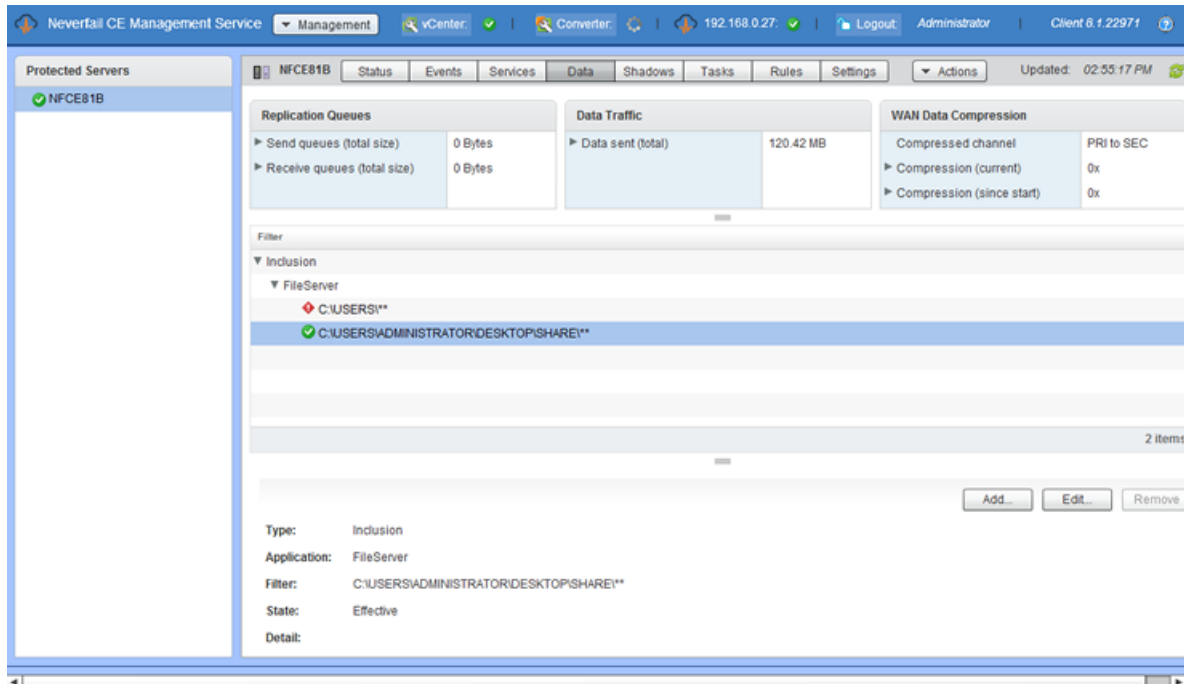 Neverfail CE Management Service Management vCenter: | Converter: | 192.168.0.27: | Logout Administrator | Client 8.1.22971
Protected Servers
NFCE81B
NFCE81B Status Events Services Data Shadows Tasks Rules Settings Actions Updated: 02:55:17 PM
Replication Queues
Send queues (total size) 0 Bytes
Receive queues (total size) 0 Bytes
Data Traffic
Data sent (total) 120.42 MB
WAN Data Compression
Compressed channel PRI to SEC
Compression (current) 0x
Compression (since start) 0x
Filter
Inclusion
FileServer
C:\USERS\**
C:\USERS\ADMINISTRATOR\DESKTOP\SHARE\**
2 items
Add... Edit... Remove
Type: Inclusion
Application: FileServer
Filter: C:\USERS\ADMINISTRATOR\DESKTOP\SHARE\**
State: Effective
Detail: